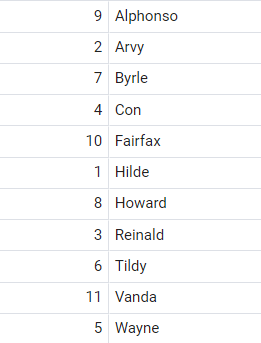 9 Alphonso
2 Arvy
7 Byrle
4 Con
10 Fairfax
1 Hilde
8 Howard
3 Reinald
6 Tildy
11 Vanda
5 Wayne